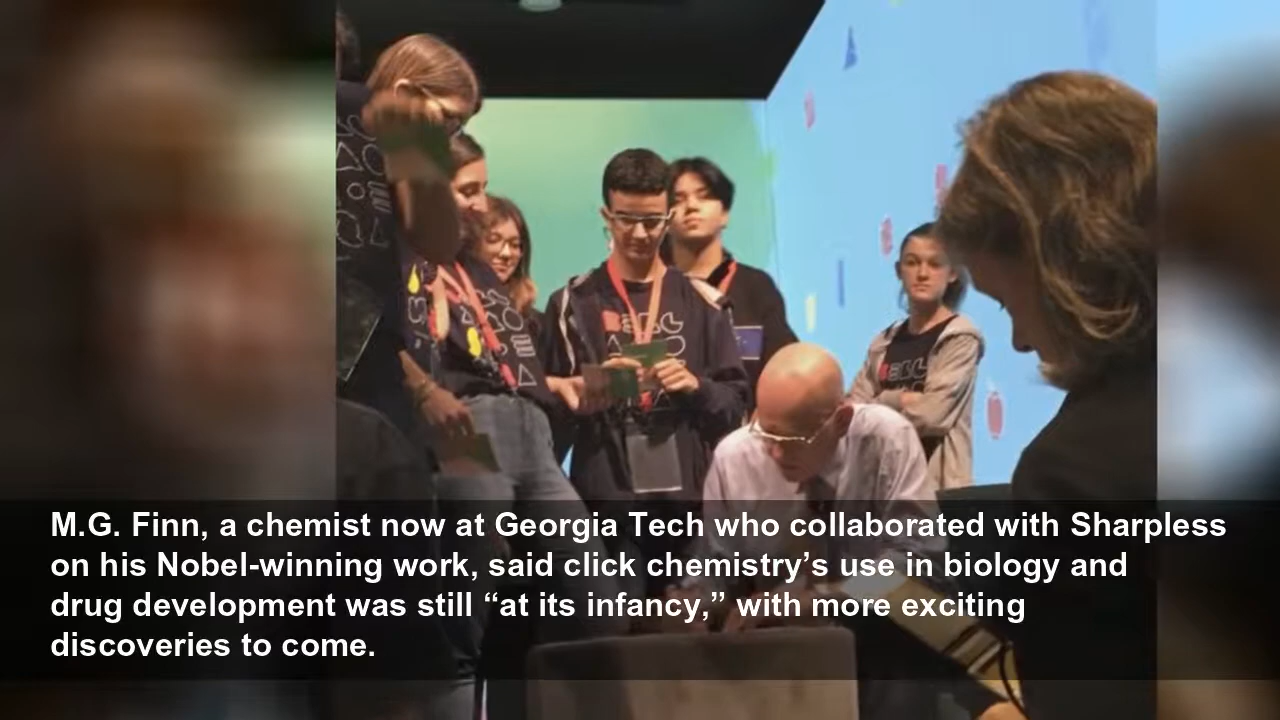 M.G. Finn, a chemist now at Georgia Tech who collaborated with Sharpless
on his Nobel-winning work, said click chemistry’s use in biology and
drug development was still “at its infancy,” with more exciting
discoveries to come.